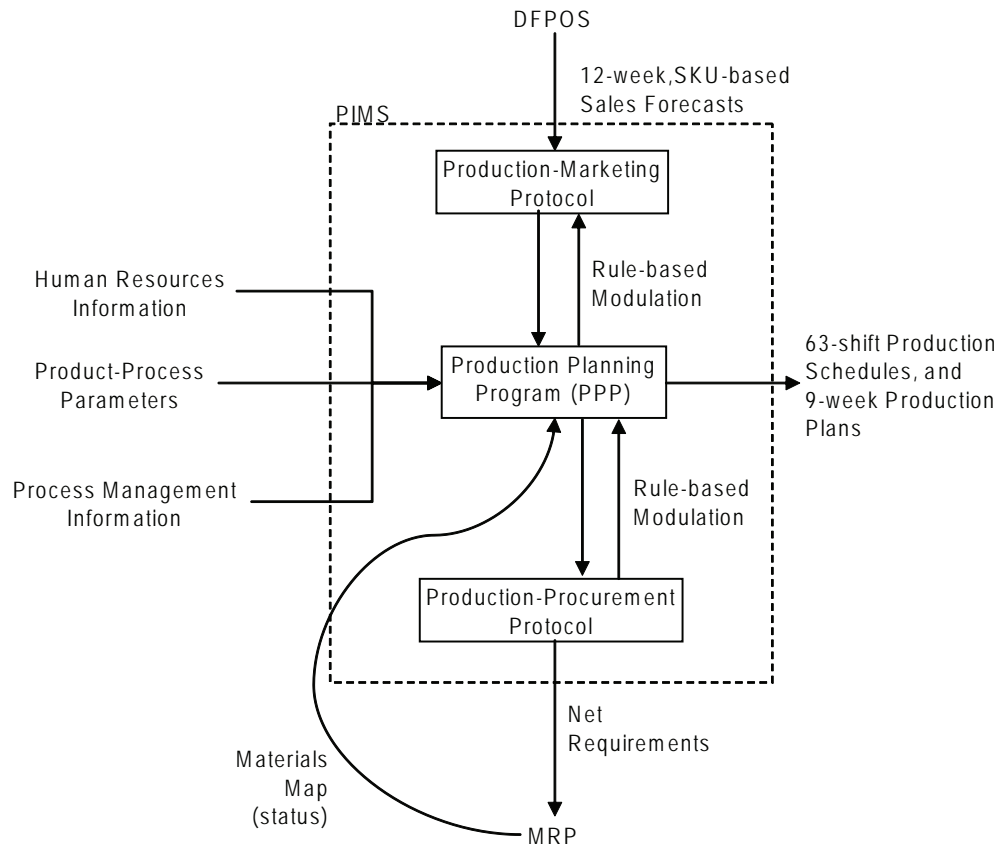 DFPOS
12-week,SKU-based
Sales Forecasts
PIMS
Production-Marketing
Protocol
Rule-based
Modulation
Human Resources
Information
63-shift Production
Schedules, and
9-week Production
Plans
Production Planning
Program (PPP)
Product-Process
Parameters
Process Management
Information
Rule-based
Modulation
Production-Procurement
Protocol
Net
Requirements
Materials
Map
(status)
MRP